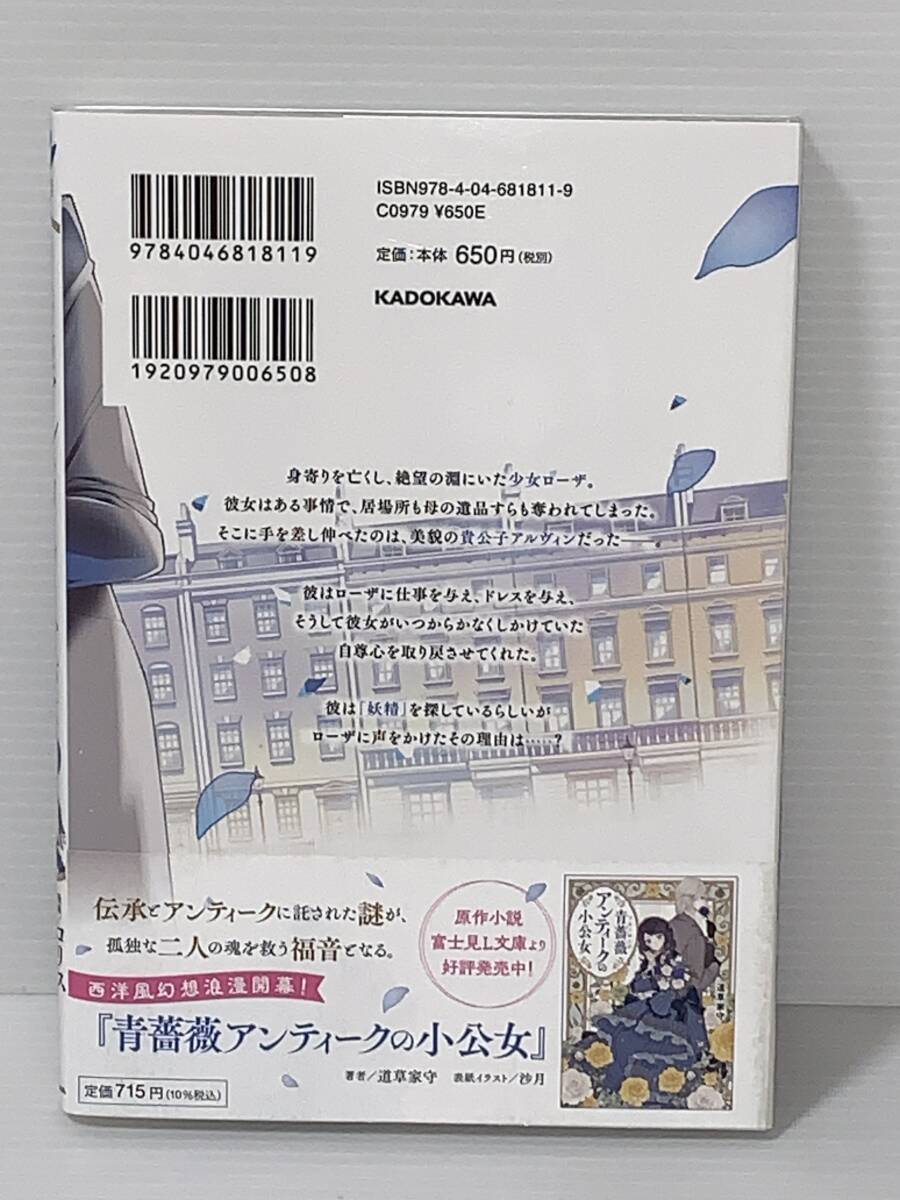 ISBN978-4-04-681811-9
C0979 ¥650E
9784046818119
定価：本体 650円（税別）
KADOKAWA
1920979006508
身寄りを亡くし、絶望の淵にいた少女ローザ。
彼女はある事情で、居場所も母の遺品すらも奪われてしまった。
そこに手を差し伸べたのは、美貌の貴公子アルヴィンだった――。
彼はローザに仕事を与え、ドレスを与え、
そうして彼女がいつからかなくしかけていた
自尊心を取り戻させてくれた。
彼は「妖精」を探しているらしいが
ローザに声をかけたその理由は……？
伝承とアンティークに託された謎が、
孤独な二人の魂を救う福音となる。
西洋風幻想浪漫開幕！
『青薔薇アンティークの小公女』
著者／道草家守 表紙イラスト／沙月
定価715円（10％税込）
原作小説
富士見L文庫より
好評発売中！
青薔薇
アンティークの
小公女
道草家守